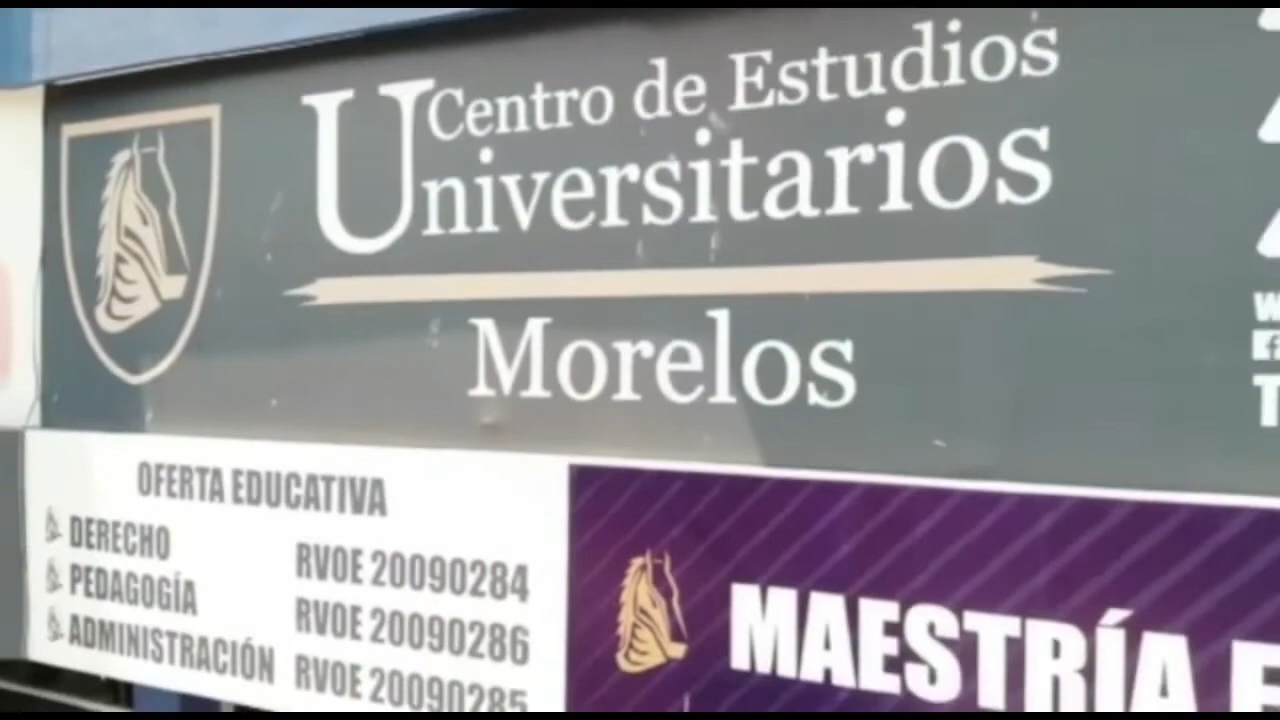 Centro de Estudios
Universitarios
Morelos
OFERTA EDUCATIVA
DERECHO RVOE 20090284
PEDAGOGÍA RVOE 20090286
ADMINISTRACIÓN RVOE 20090285
MAESTRÍA